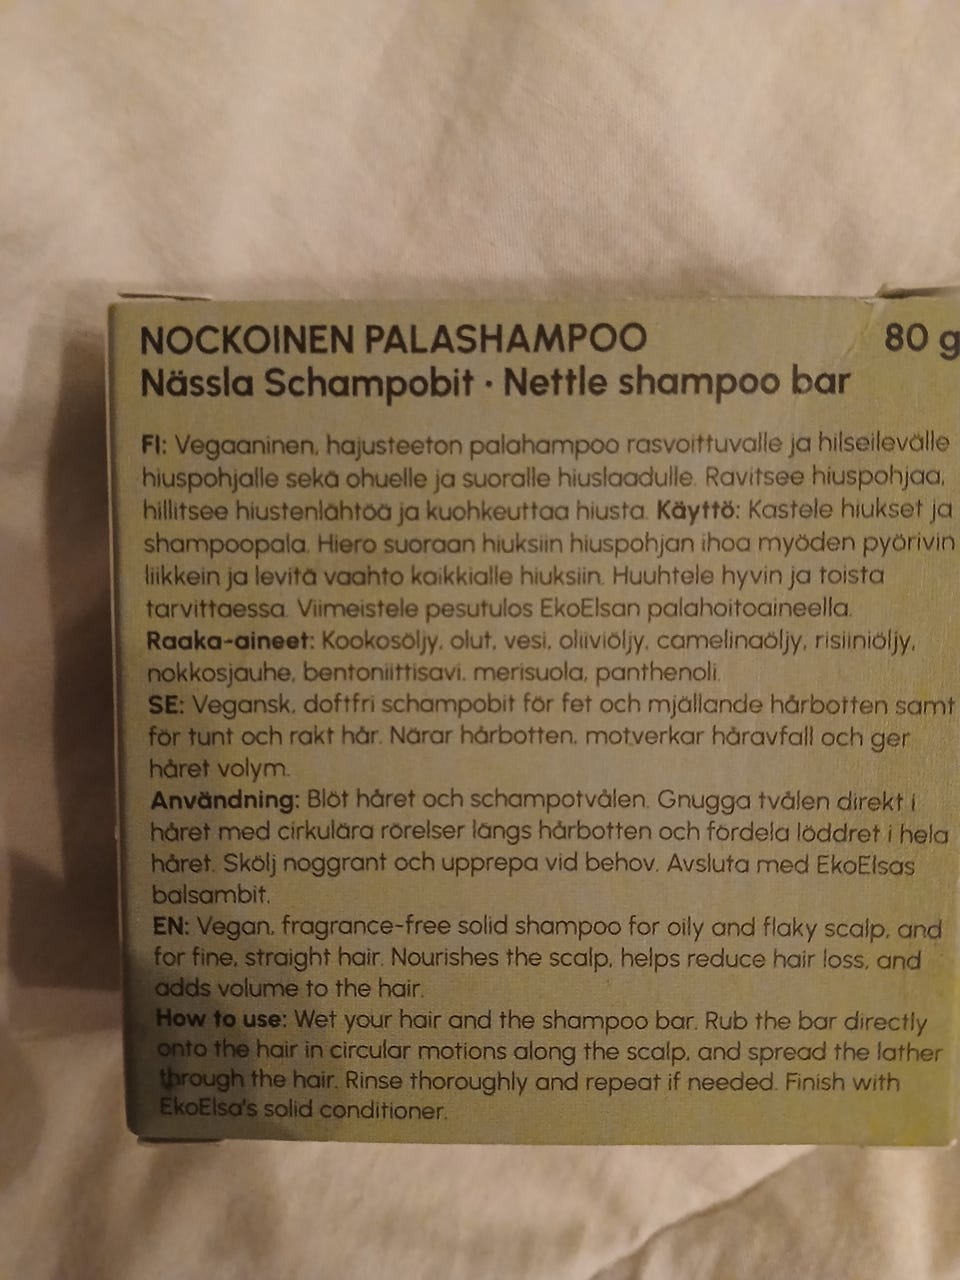 NOCKOINEN PALASHAMPOO 80 g
Nässla Schampobit • Nettle shampoo bar
FI: Vegaaninen, hajusteeton palahampoo rasvoittuvalle ja hilseilevälle
hiuspohjalle sekä ohuelle ja suoralle hiuslaadulle. Ravitsee hiuspohjaa,
hillitsee hiustenlähtöä ja kuohkeuttaa hiusta. Käyttö: Kastele hiukset ja
shampoopala. Hiero suoraan hiuksiin hiuspohjan ihoa myöden pyörivin
liikkein ja levitä vaahto kaikkialle hiuksiin. Huuhtele hyvin ja toista
tarvittaessa. Viimeistele pesutulos EkoElsan palahoitoaineella.
Raaka-aineet: Kookosöljy, olut, vesi, oliiviöljy, camelinaöljy, risiiniöljy,
nokkosjauhe, bentoniittisavi, merisuola, panthenoli.
SE: Vegansk, doftfri schampobit för fet och mjällande hårbotten samt
för tunt och rakt hår. Närar hårbotten, motverkar håravfall och ger
håret volym.
Användning: Blöt håret och schampotvålen. Gnugga tvålen direkt i
håret med cirkulära rörelser längs hårbotten och fördela löddret i hela
håret. Skölj noggrant och upprepa vid behov. Avsluta med EkoElsas
balsambit.
EN: Vegan, fragrance-free solid shampoo for oily and flaky scalp, and
for fine, straight hair. Nourishes the scalp, helps reduce hair loss, and
adds volume to the hair.
How to use: Wet your hair and the shampoo bar. Rub the bar directly
onto the hair in circular motions along the scalp, and spread the lather
through the hair. Rinse thoroughly and repeat if needed. Finish with
EkoElsa's solid conditioner.